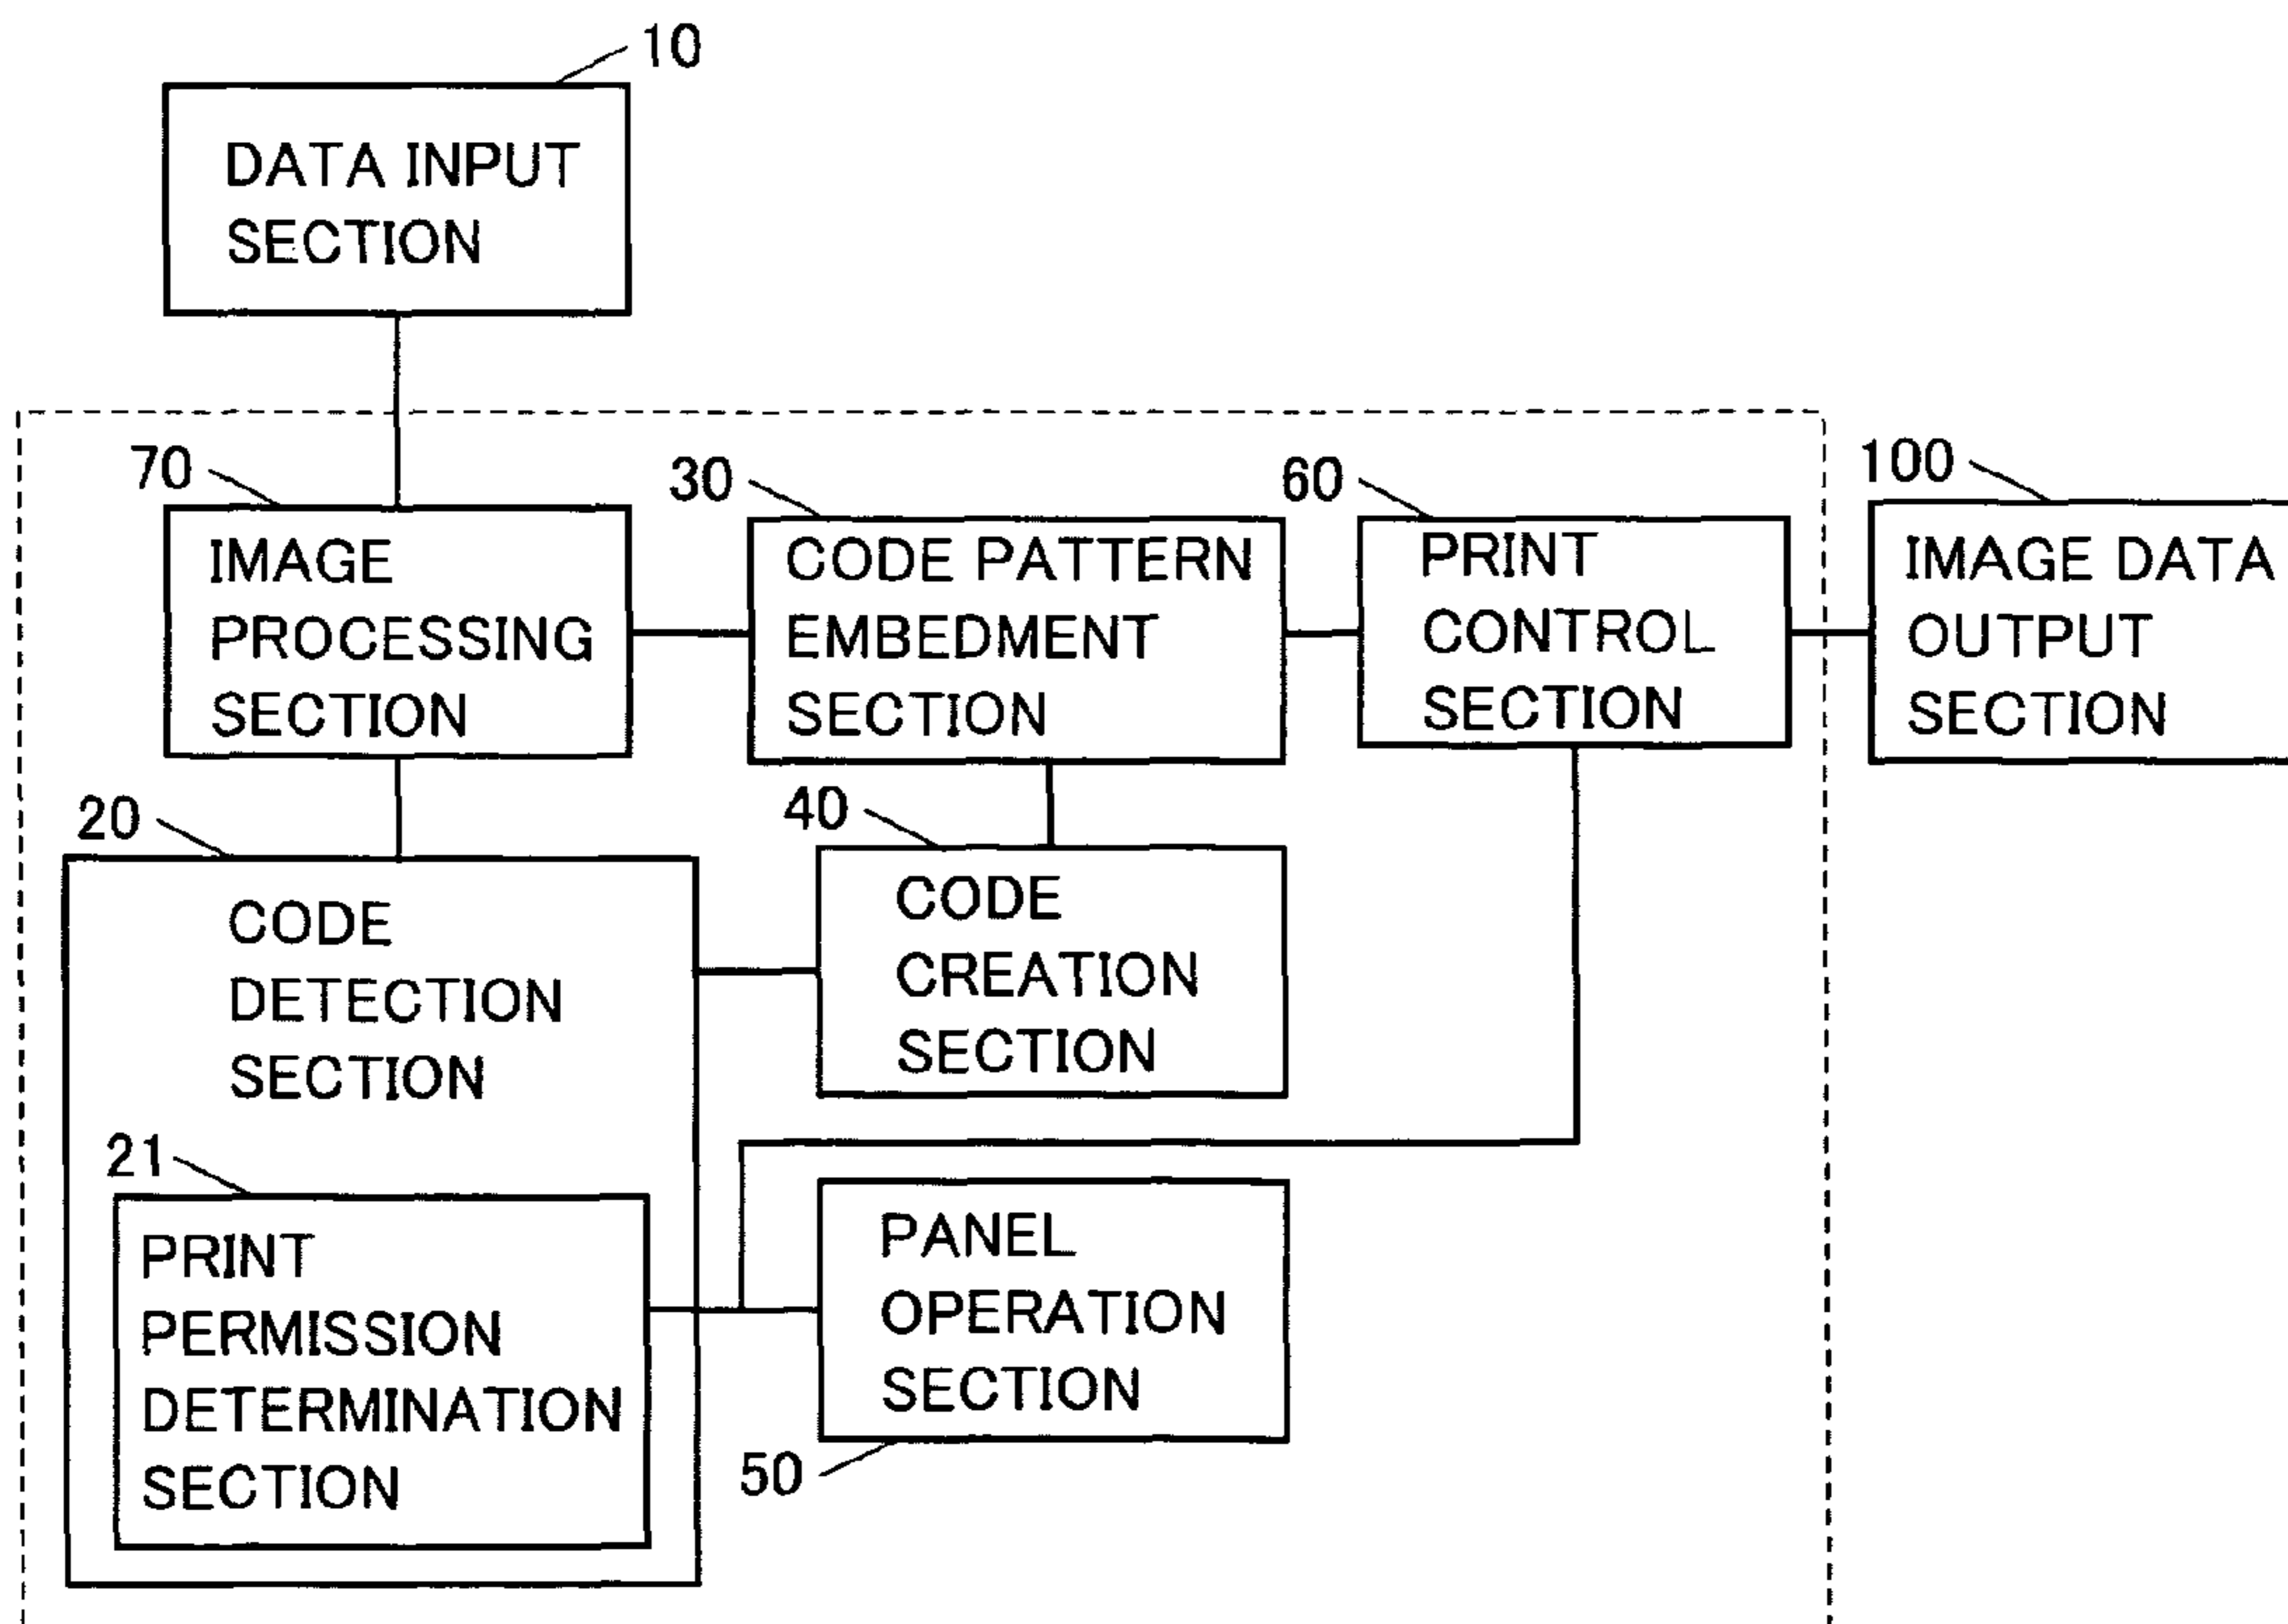 10
DATA INPUT
SECTION
70
IMAGE
PROCESSING
SECTION
30
CODE PATTERN
EMBEDMENT
SECTION
60
PRINT
CONTROL
SECTION
100
IMAGE DATA
OUTPUT
SECTION
20
CODE
DETECTION
SECTION
40
CODE
CREATION
SECTION
21
PRINT
PERMISSION
DETERMINATION
SECTION
PANEL
OPERATION
SECTION
50